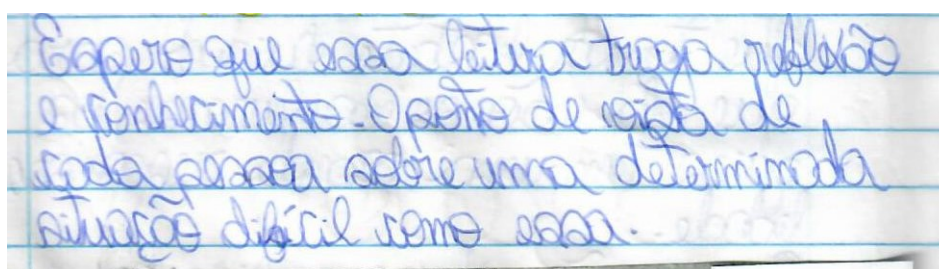 Espero que essa leitura traga reflexão
e conhecimento. O ponto de vista de
cada pessoa sobre uma determinada
situação difícil como essa.